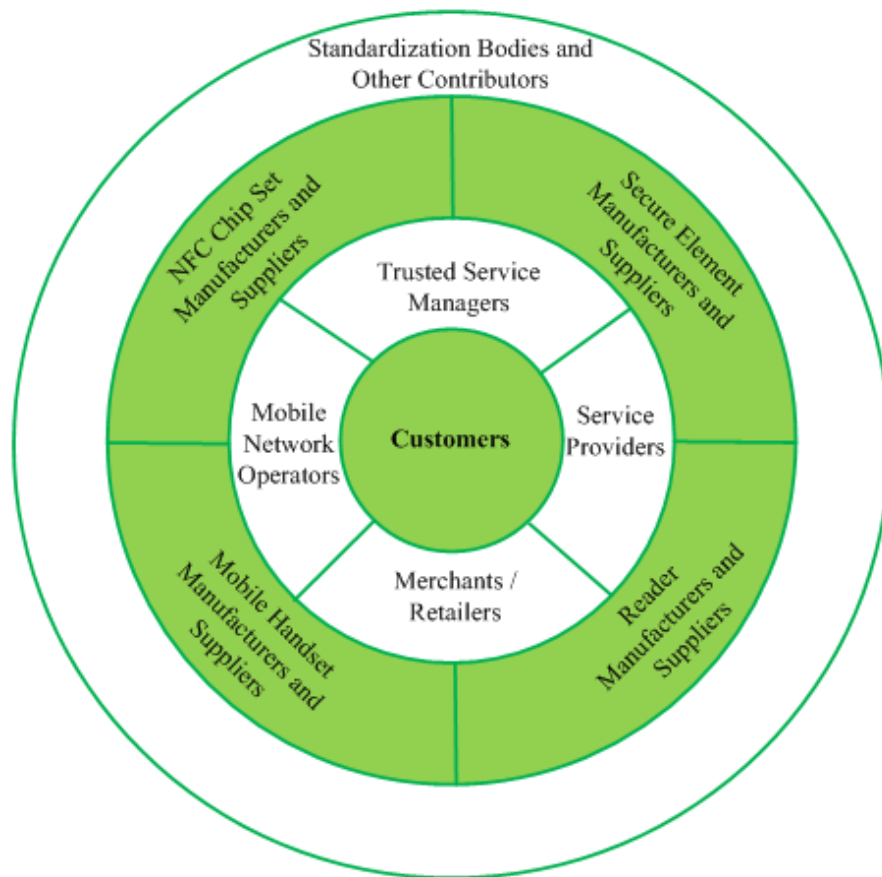 Standardization Bodies and
Other Contributors
NFC Chip Set
Manufacturers and
Suppliers
Secure Element
Manufacturers and
Suppliers
Trusted Service
Managers
Mobile
Network
Operators
Customers
Service
Providers
Merchants /
Retailers
Mobile Handset
Manufacturers and
Suppliers
Reader
Manufacturers and
Suppliers